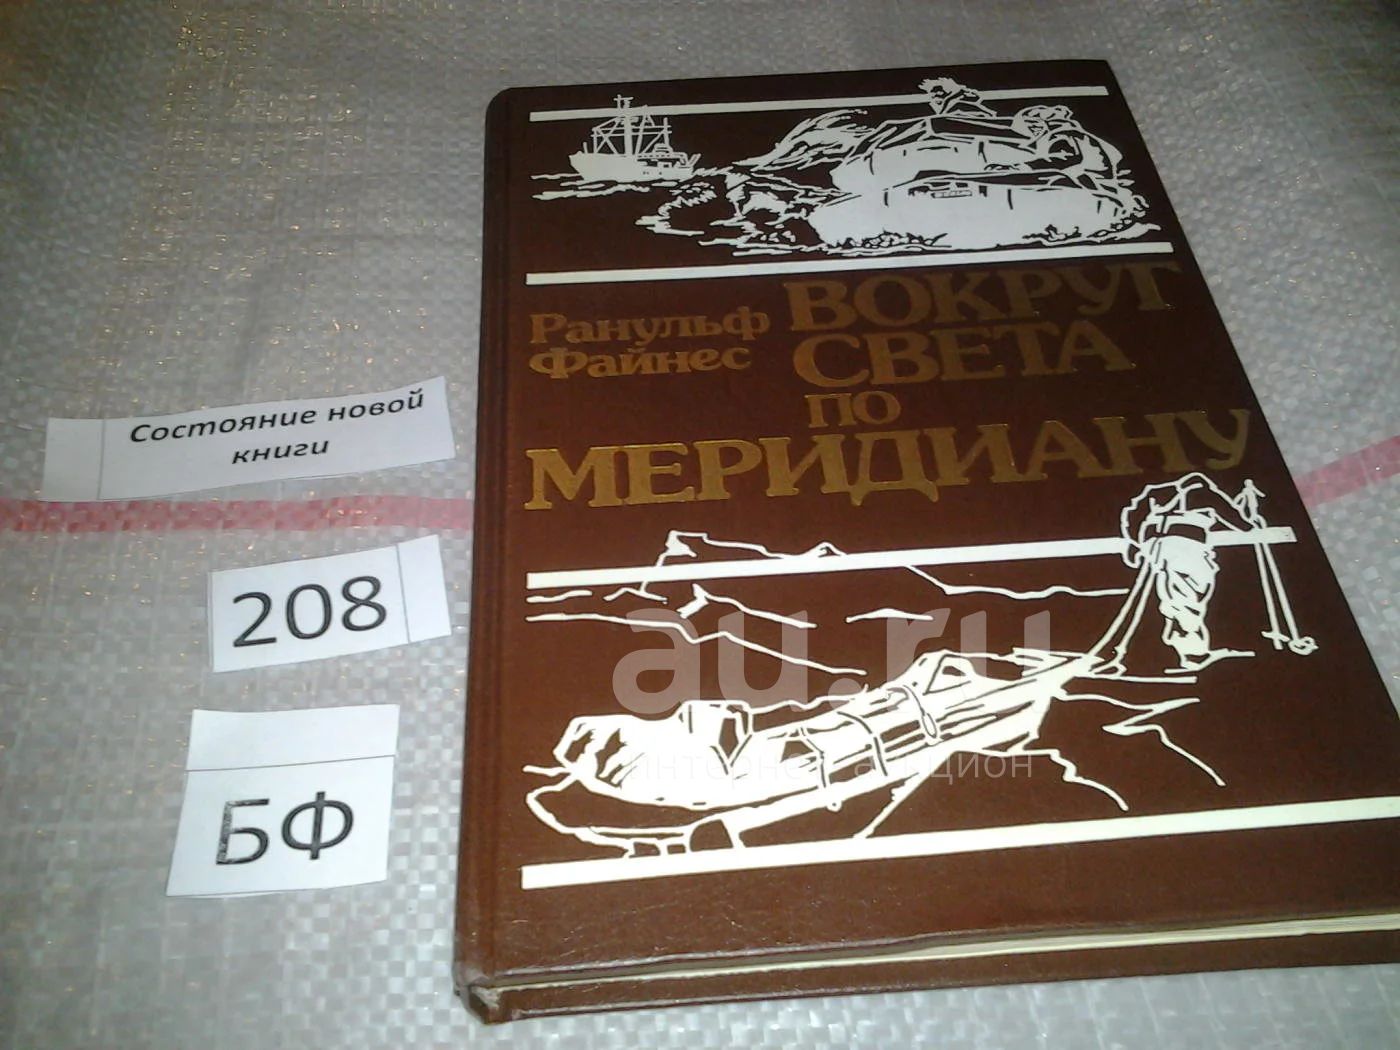 Ранульф
Файнес
ВОКРУГ
СВЕТА
ПО
МЕРИДИАНУ
Состояние новой
книги
208
БФ
au.ru
интернет аукцион